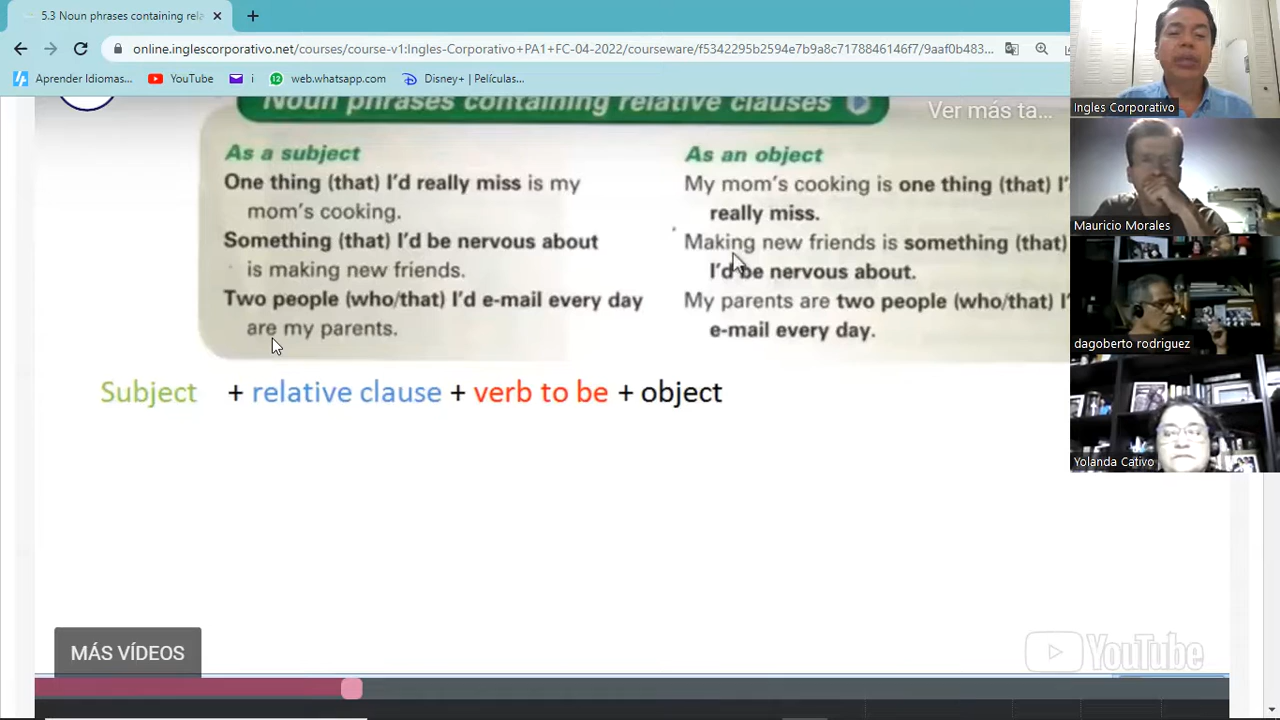 5.3 Noun phrases containing rela
online.inglescorporativo.net/courses/course-v1:Ingles-Corporativo+PA1+FC-04-2022/courseware/f5342295b2594e7b9a8c7178846146f7/9aaf0b483...
Aprender Idiomas...
YouTube
i
web.whatsapp.com
Disney+ | Películas...
Noun phrases containing relative clauses
Ver más ta...
As a subject
One thing (that) I'd really miss is my
mom's cooking.
Something (that) I'd be nervous about
is making new friends.
Two people (who/that) I'd e-mail every day
are my parents.
As an object
My mom's cooking is one thing (that) I'
really miss.
Making new friends is something (that)
I'd be nervous about.
My parents are two people (who/that) I'
e-mail every day.
Subject + relative clause + verb to be + object
MÁS VÍDEOS
YouTube
Ingles Corporativo
Mauricio Morales
dagoberto rodriguez
Yolanda Cativo